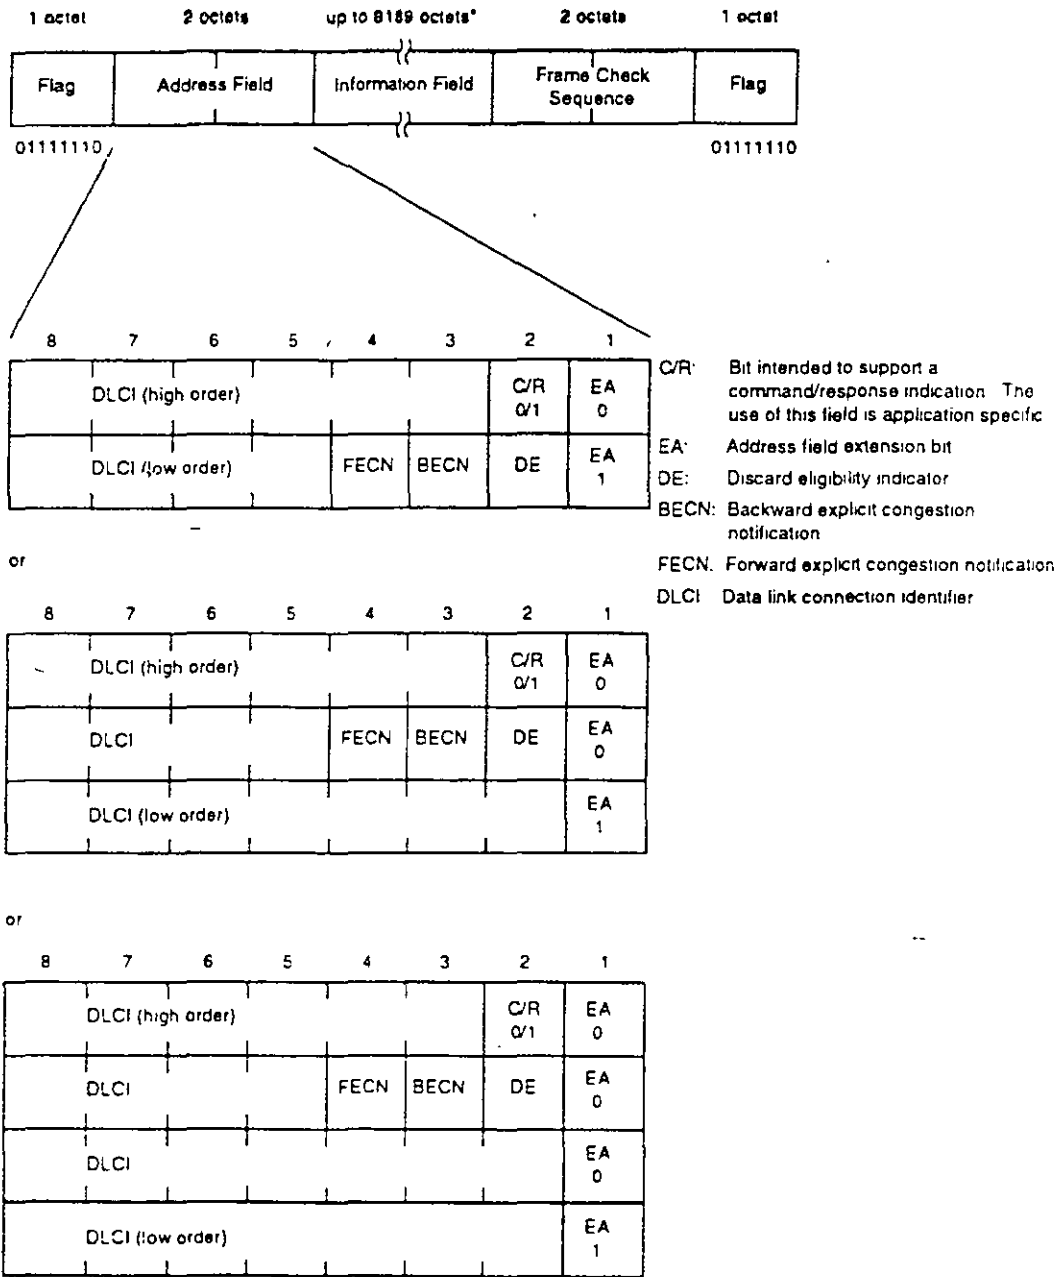 1 octet 2 octets up to 8189 octets* 2 octets 1 octet
Flag Address Field Information Field Frame Check Sequence Flag
01111110 01111110
8 7 6 5 4 3 2 1
DLCI (high order) C/R 0/1 EA 0
DLCI (low order) FECN BECN DE EA 1
C/R: Bit intended to support a
command/response indication The
use of this field is application specific
EA: Address field extension bit
DE: Discard eligibility indicator
BECN: Backward explicit congestion
notification
FECN. Forward explicit congestion notification
DLCI Data link connection identifier
or
8 7 6 5 4 3 2 1
DLCI (high order) C/R 0/1 EA 0
DLCI FECN BECN DE EA 0
DLCI (low order) EA 1
or
8 7 6 5 4 3 2 1
DLCI (high order) C/R 0/1 EA 0
DLCI FECN BECN DE EA 0
DLCI EA 0
DLCI (low order) EA 1